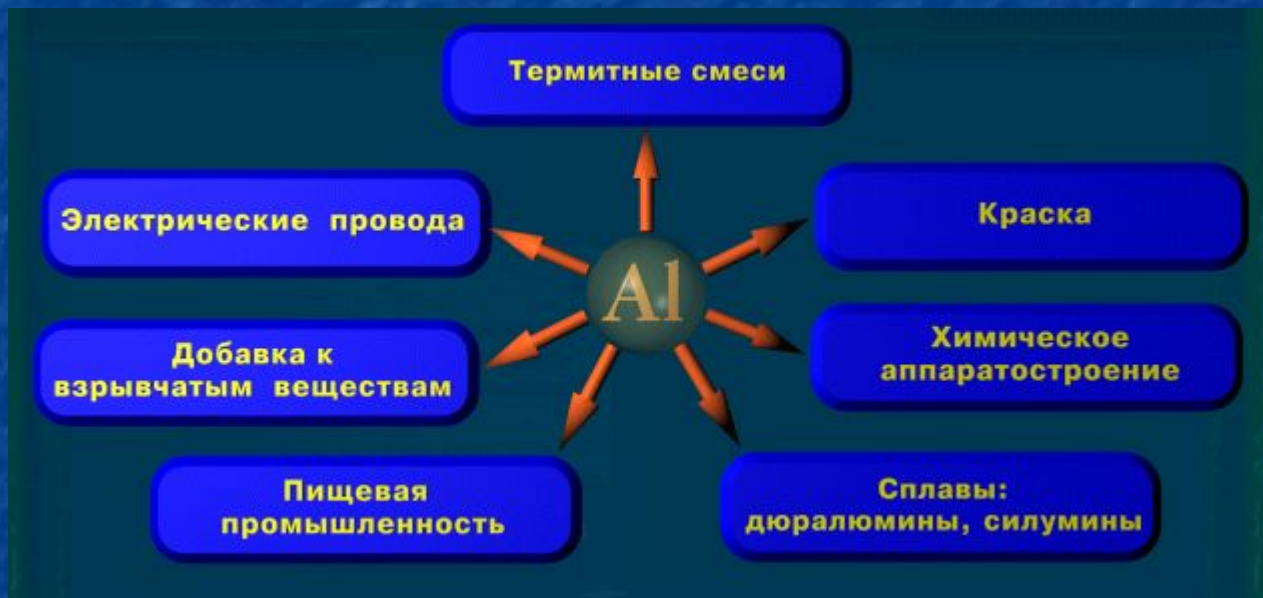 Термитные смеси
Электрические провода
Краска
Al
Добавка к
взрывчатым веществам
Химическое
аппаратостроение
Пищевая
промышленность
Сплавы:
дюралюмины, силумины